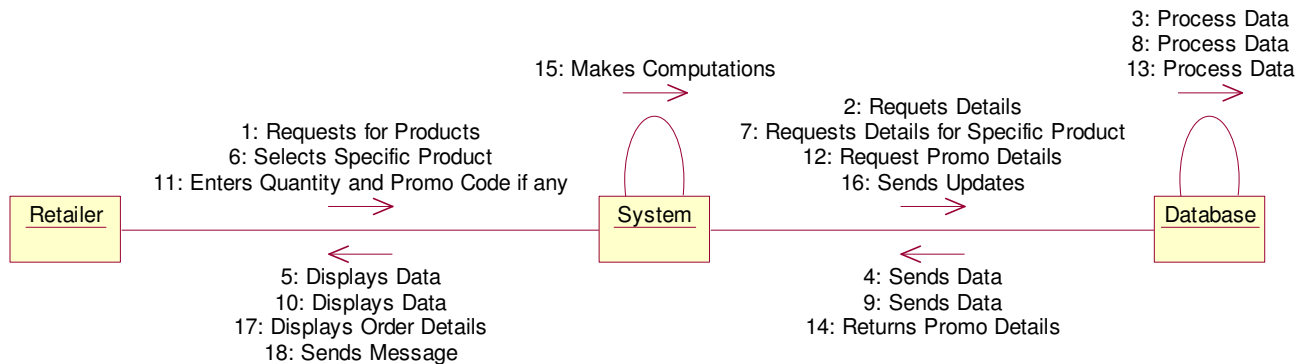 3: Process Data
8: Process Data
13: Process Data
15: Makes Computations
2: Requets Details
7: Requests Details for Specific Product
12: Request Promo Details
16: Sends Updates
1: Requests for Products
6: Selects Specific Product
11: Enters Quantity and Promo Code if any
Retailer
System
Database
5: Displays Data
10: Displays Data
17: Displays Order Details
18: Sends Message
4: Sends Data
9: Sends Data
14: Returns Promo Details